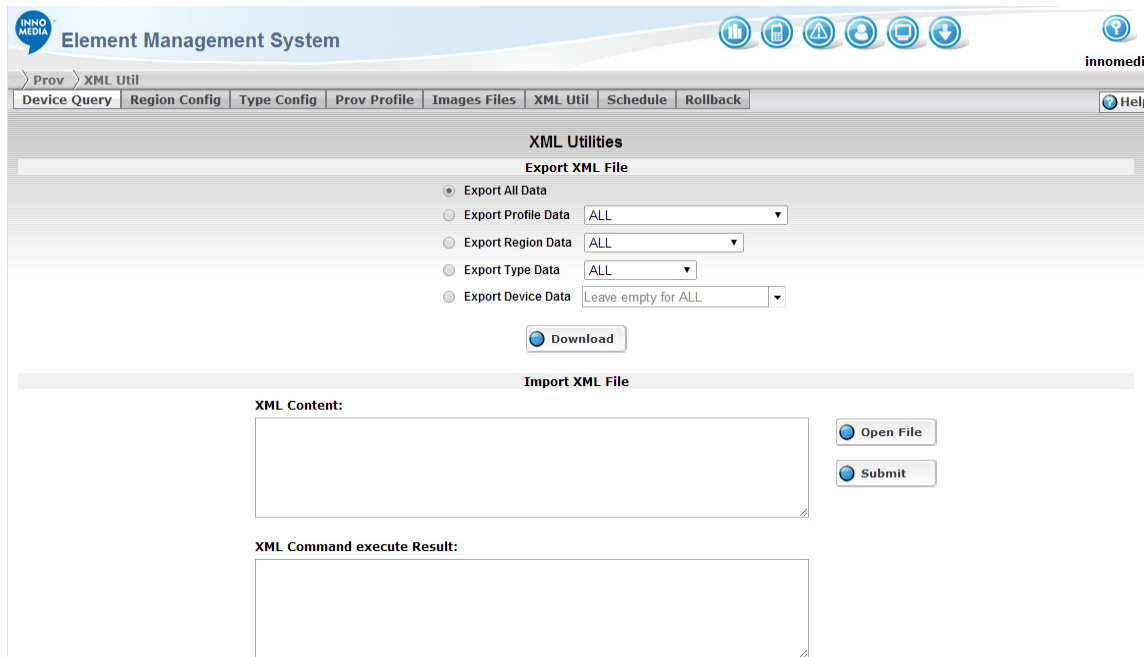 INNO
MEDIA
Element Management System
innomedi
Prov XML Util
Device Query Region Config Type Config Prov Profile Images Files XML Util Schedule Rollback
Help
XML Utilities
Export XML File
Export All Data
Export Profile Data ALL
Export Region Data ALL
Export Type Data ALL
Export Device Data Leave empty for ALL
Download
Import XML File
XML Content:
Open File
Submit
XML Command execute Result: